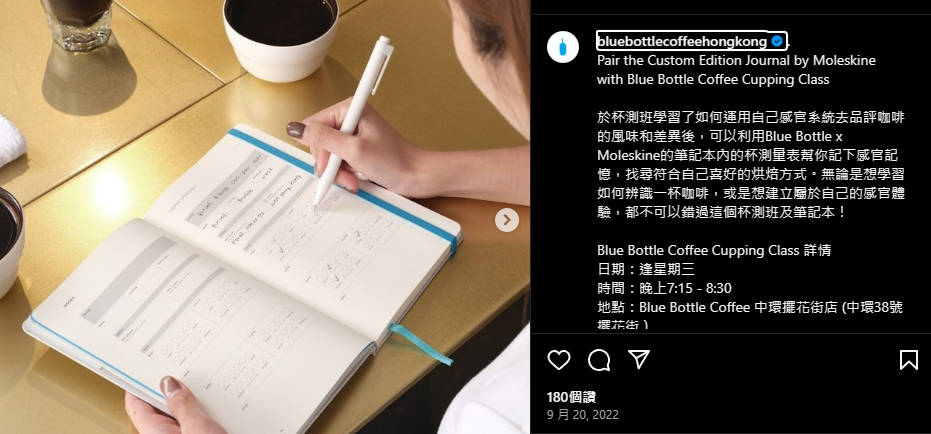 bluebottlecoffeehongkong
Pair the Custom Edition Journal by Moleskine
with Blue Bottle Coffee Cupping Class
於杯測班學習了如何運用自己感官系統去品評咖啡
的風味和差異後，可以利用Blue Bottle x
Moleskine的筆記本內的杯測量表幫你記下感官記
憶，找尋符合自己喜好的烘焙方式。無論是想學習
如何辨識一杯咖啡，或是想建立屬於自己的感官體
驗，都不可以錯過這個杯測班及筆記本！
Blue Bottle Coffee Cupping Class 詳情
日期：逢星期三
時間：晚上7:15 - 8:30
地點：Blue Bottle Coffee 中環擺花街店 (中環38號
擺花街 )
180個讚
9 月 20, 2022
NOTES